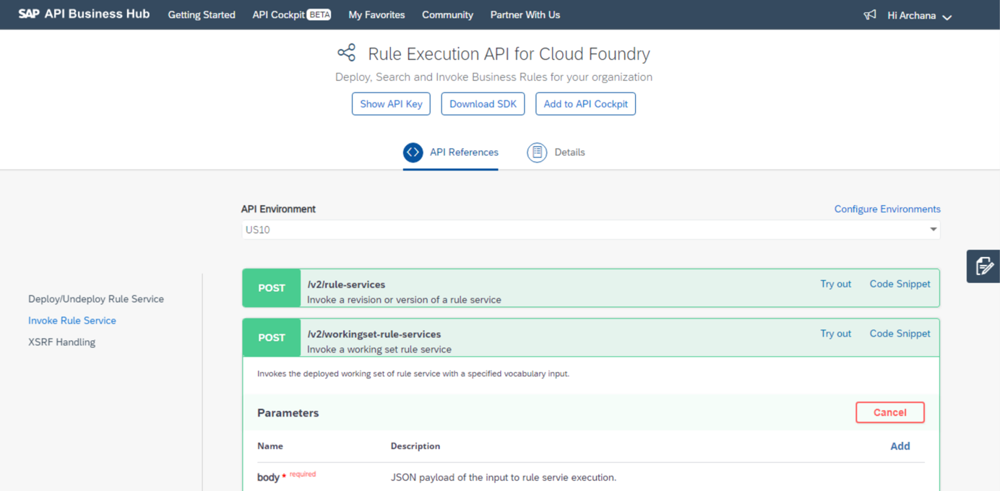 SAP API Business Hub Getting Started API Cockpit BETA My Favorites Community Partner With Us Hi Archana
Rule Execution API for Cloud Foundry
Deploy, Search and Invoke Business Rules for your organization
Show API Key Download SDK Add to API Cockpit
API References Details
API Environment Configure Environments
US10
POST /v2/rule-services Try out Code Snippet
Invoke a revision or version of a rule service
Deploy/Undeploy Rule Service
Invoke Rule Service
XSRF Handling
POST /v2/workingset-rule-services Try out Code Snippet
Invoke a working set rule service
Invokes the deployed working set of rule service with a specified vocabulary input.
Parameters Cancel
Name Description Add
body * required JSON payload of the input to rule servie execution.